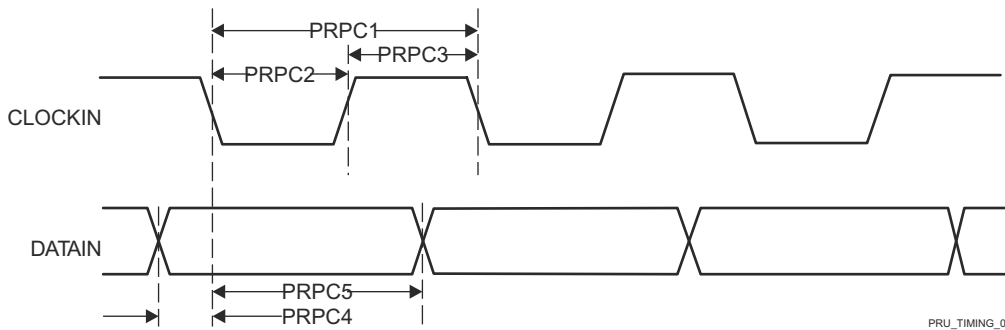 PRPC1
PRPC3
PRPC2
CLOCKIN
DATAIN
PRPC5
PRPC4
PRU_TIMING_0